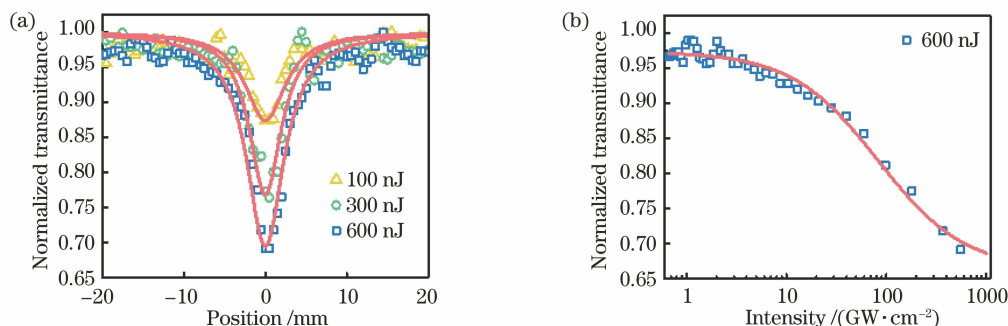 (a)
Normalized transmittance
1.00
0.95
0.90
0.85
0.80
0.75
0.70
0.65
100 nJ
300 nJ
600 nJ
−20 −10 0 10 20
Position /mm
(b)
Normalized transmittance
1.00
0.95
0.90
0.85
0.80
0.75
0.70
0.65
600 nJ
1 10 100 1000
Intensity /(GW·cm⁻²)